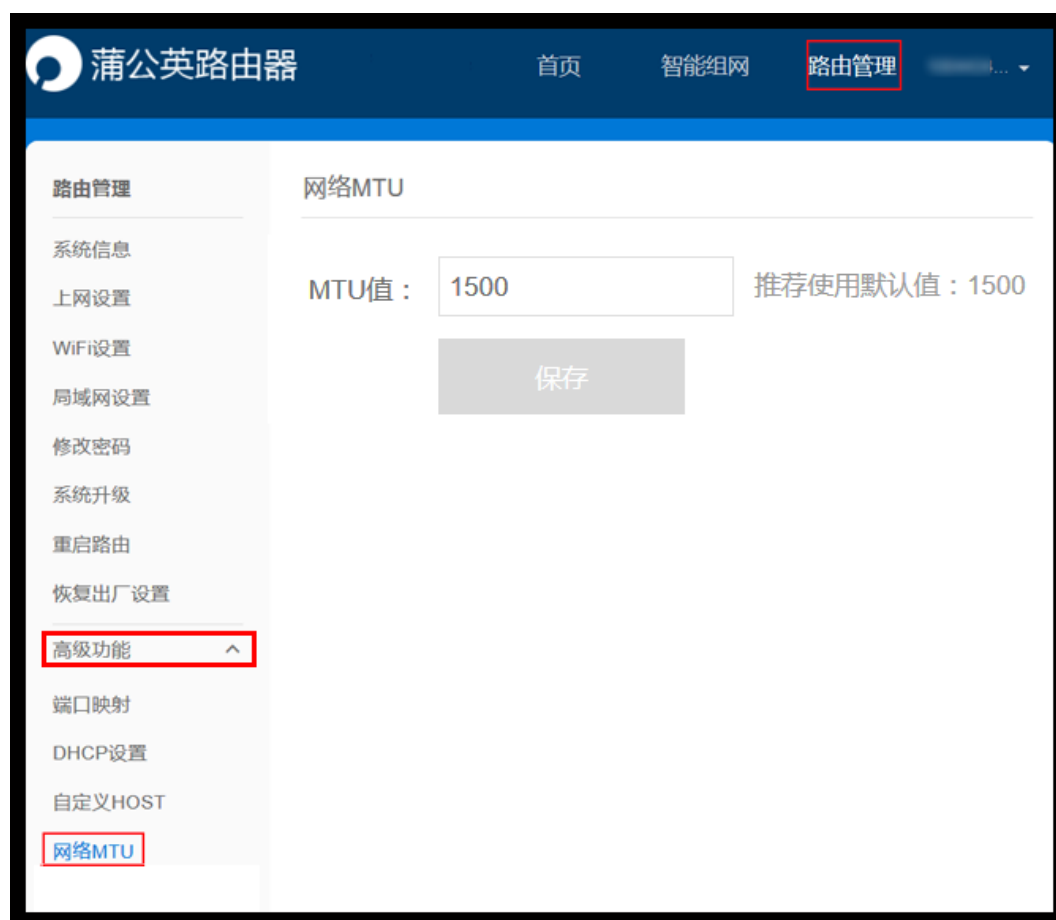 蒲公英路由器 首页 智能组网 路由管理
路由管理
系统信息
上网设置
WiFi设置
局域网设置
修改密码
系统升级
重启路由
恢复出厂设置
高级功能
端口映射
DHCP设置
自定义HOST
网络MTU
网络MTU
MTU值： 1500 推荐使用默认值：1500
保存